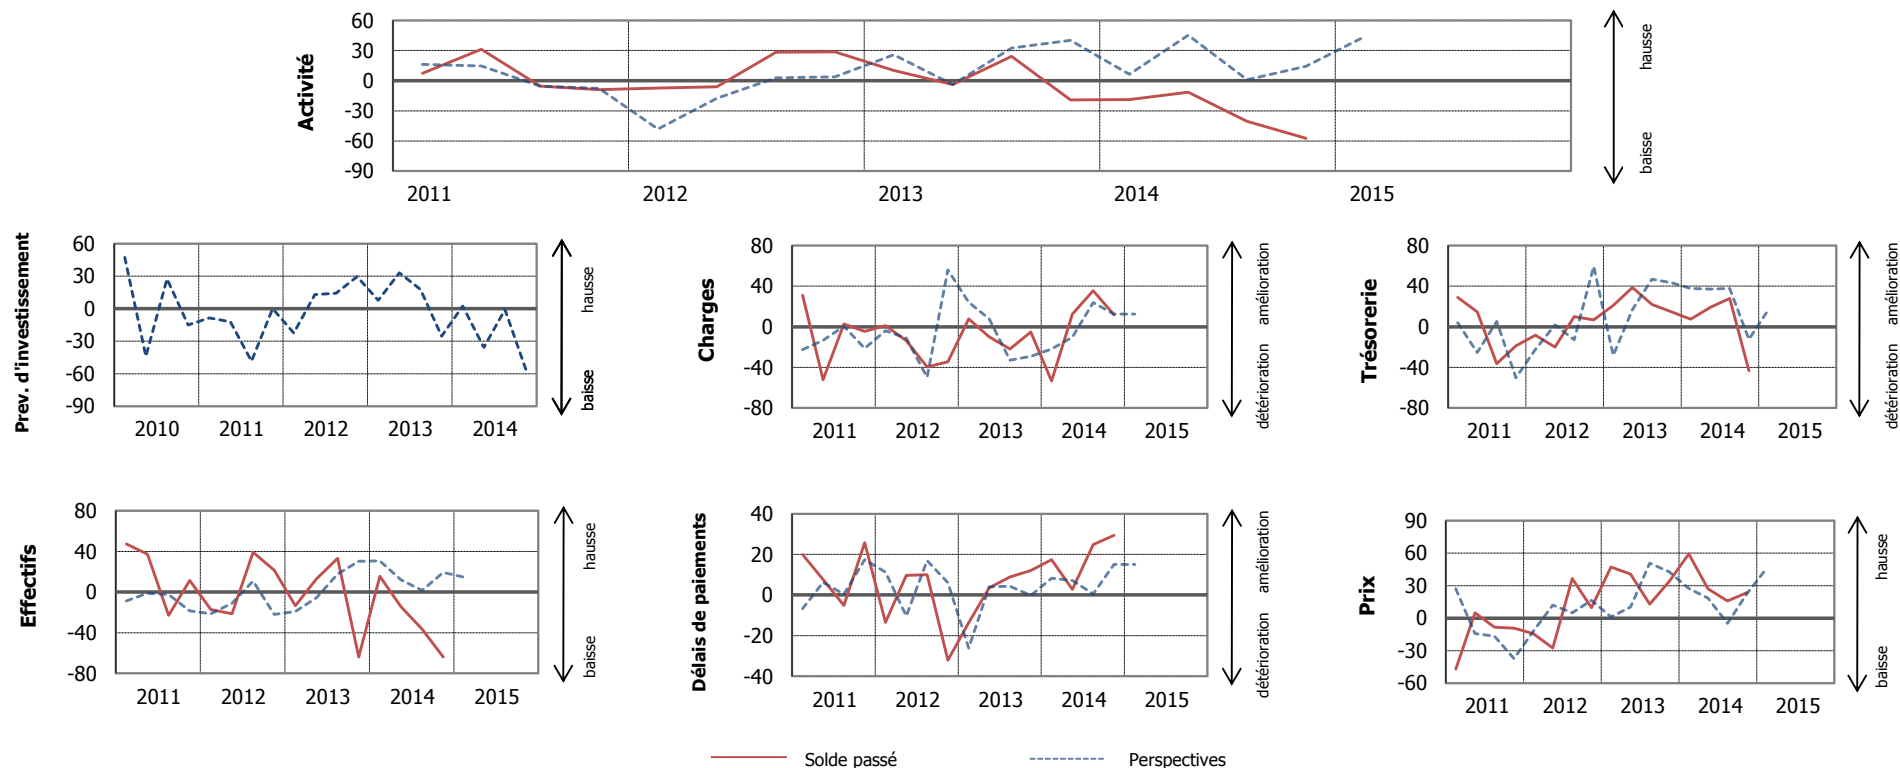 Activité
60
30
0
-30
-60
-90
2011 2012 2013 2014 2015
hausse
baisse
Prev. d'investissement
60
30
0
-30
-60
-90
2010 2011 2012 2013 2014
hausse
baisse
Charges
80
40
0
-40
-80
2011 2012 2013 2014 2015
amélioration
détérioration
Trésorerie
80
40
0
-40
-80
2011 2012 2013 2014 2015
amélioration
détérioration
Effectifs
80
40
0
-40
-80
2011 2012 2013 2014 2015
hausse
baisse
Délais de paiements
40
20
0
-20
-40
2011 2012 2013 2014 2015
amélioration
détérioration
Prix
90
60
30
0
-30
-60
2011 2012 2013 2014 2015
hausse
baisse
Solde passé Perspectives